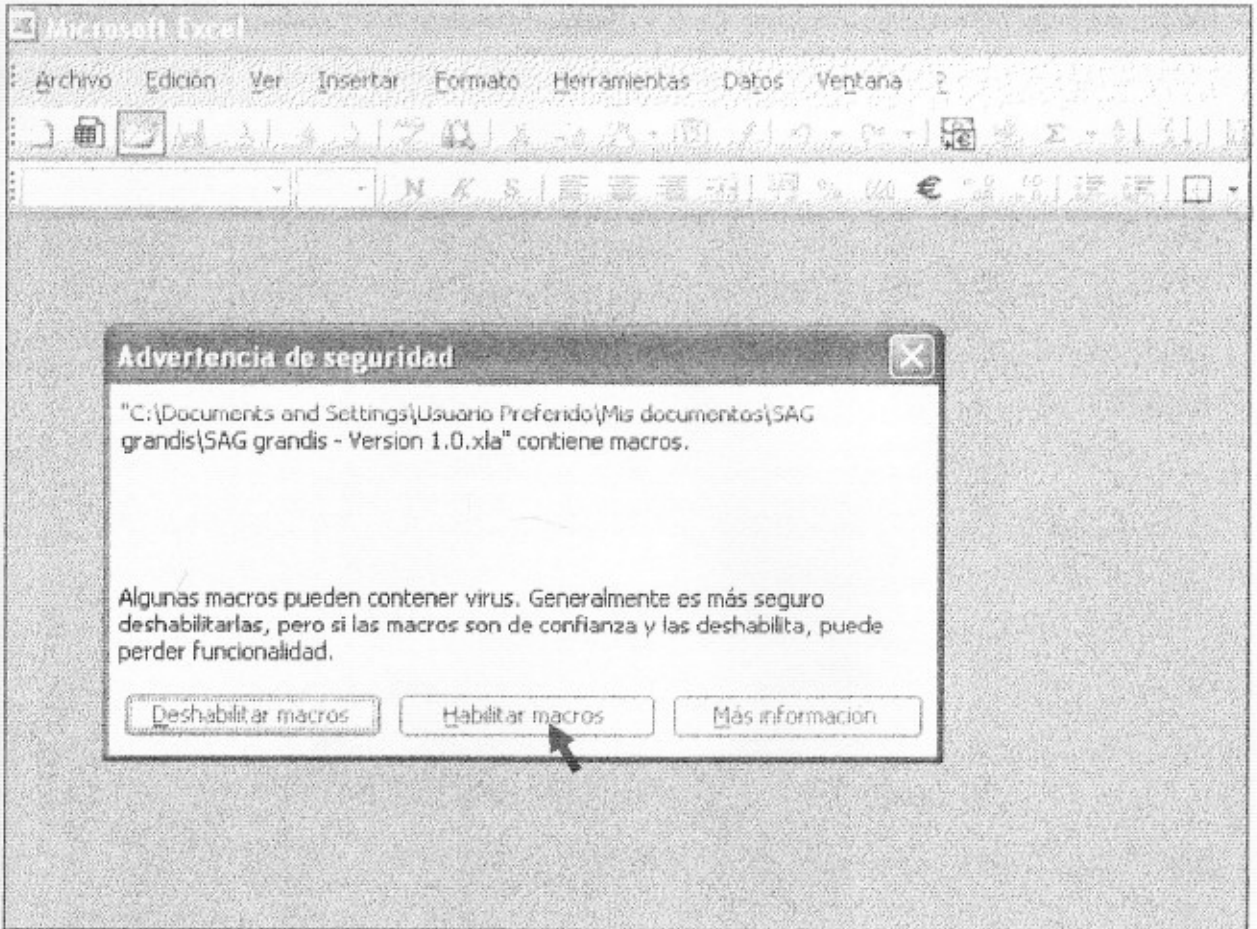 Microsoft Excel
Archivo Edición Ver Insertar Formato Herramientas Datos Ventana ?
N K S % 000 €
Advertencia de seguridad
"C:\Documents and Settings\Usuario Preferido\Mis documentos\SAG
grandis\SAG grandis - Version 1.0.xla" contiene macros.
Algunas macros pueden contener virus. Generalmente es más seguro
deshabilitarlas, pero si las macros son de confianza y las deshabilita, puede
perder funcionalidad.
Deshabilitar macros Habilitar macros Más información